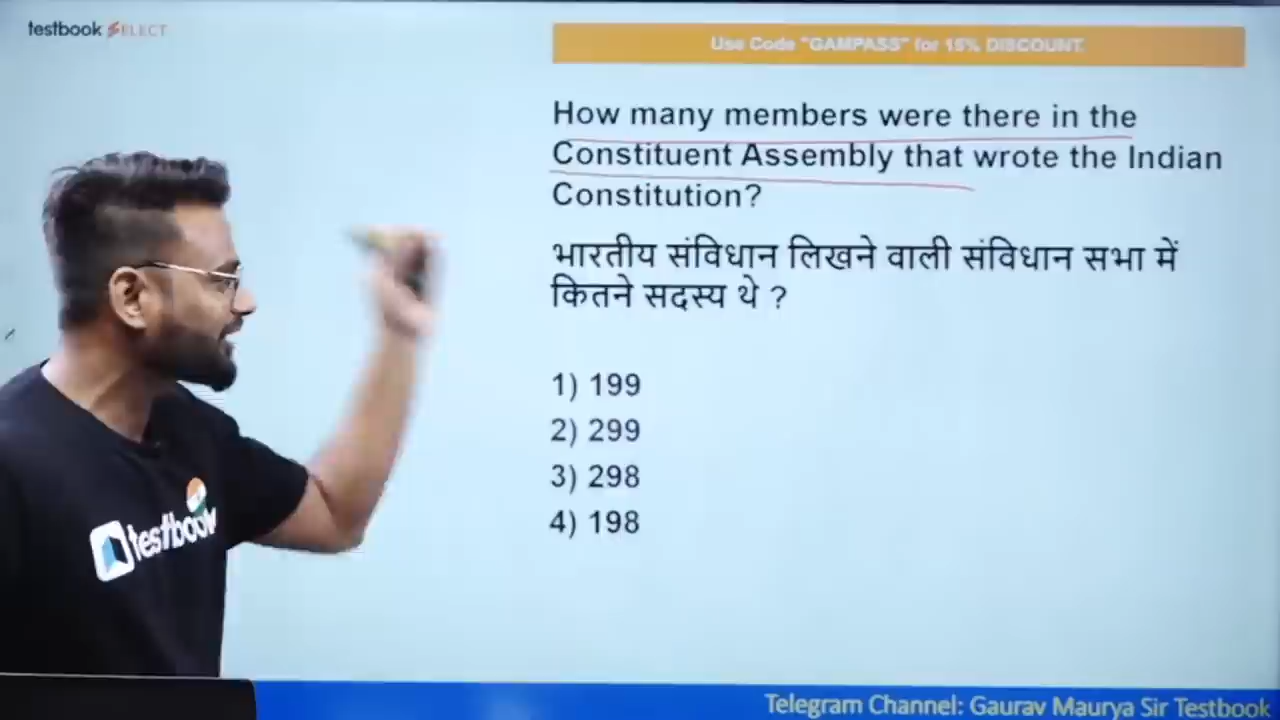 testbook SELECT
Use Code "GAMPASS" for 15% DISCOUNT
How many members were there in the
Constituent Assembly that wrote the Indian
Constitution?
भारतीय संविधान लिखने वाली संविधान सभा में
कितने सदस्य थे ?
1) 199
2) 299
3) 298
4) 198
testbook
Telegram Channel: Gaurav Maurya Sir Testbook